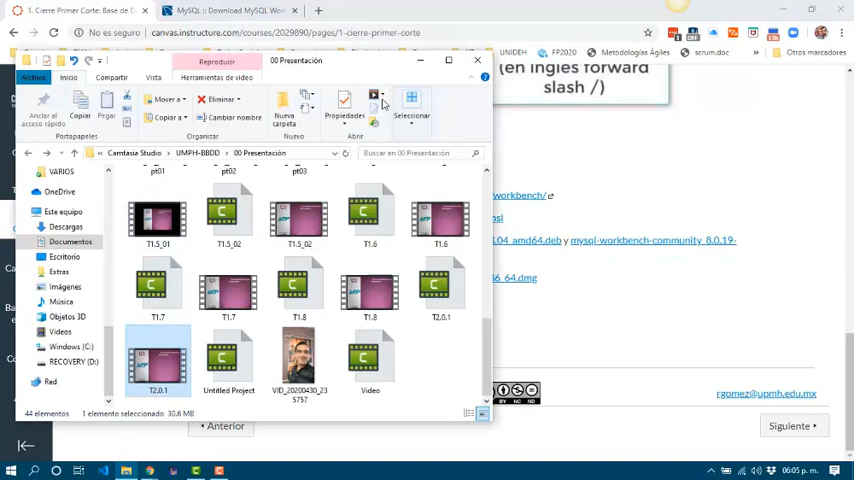 1. Cierre Primer Corte: Base de D
MySQL :: Download MySQL Work
No es seguro
canvas.instructure.com/courses/2029890/pages/1-cierre-primer-corte
UNIDEH
FP2020
Metodologías Ágiles
scrum.doc
Otros marcadores
Reproducir
00 Presentación
Archivo
Inicio
Compartir
Vista
Herramientas de video
Anclar al
acceso rápido
Copiar
Pegar
Mover a
Copiar a
Eliminar
Cambiar nombre
Nueva
carpeta
Propiedades
Seleccionar
Portapapeles
Organizar
Nuevo
Abrir
Camtasia Studio
UMPH-BBDD
00 Presentación
Buscar en 00 Presentación
VARIOS
OneDrive
Este equipo
Descargas
Documentos
Escritorio
Extras
Imágenes
Música
Objetos 3D
Vídeos
Windows (C:)
RECOVERY (D:)
Red
pt01
pt02
pt03
T1.5_01
T1.5_02
T1.5_02
T1.6
T1.6
T1.7
T1.7
T1.8
T1.8
T2.0.1
T2.0.1
Untitled Project
VID_20200430_23
5757
Video
44 elementos
1 elemento seleccionado 30.6 MB
(en inglés forward
slash /)
workbench/
nsi
.04_amd64.deb y mysql-workbench-community_8.0.19-
36_64.dmg
BY NC ND
rgomez@upmh.edu.mx
Anterior
Siguiente
06:05 p. m.